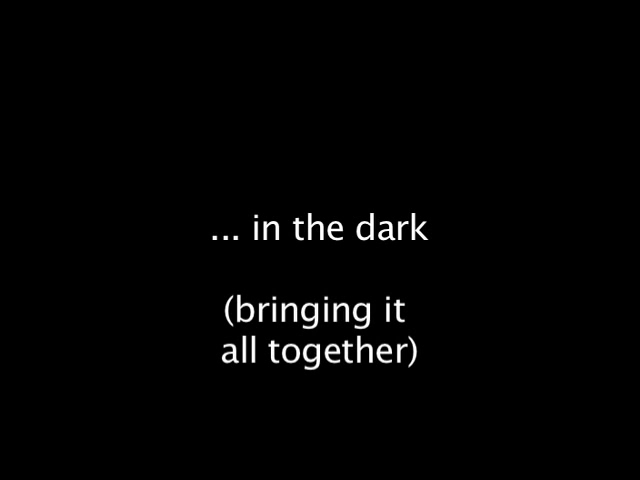 ... in the dark
(bringing it
all together)